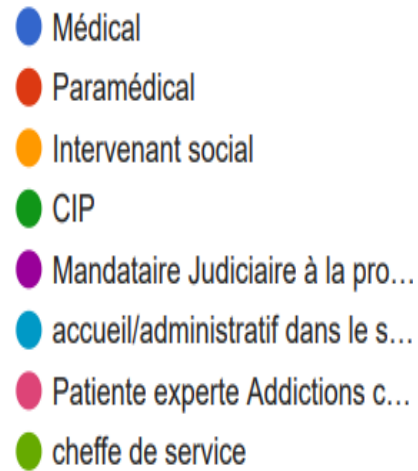 Médical
Paramédical
Intervenant social
CIP
Mandataire Judiciaire à la pro...
accueil/administratif dans le s...
Patiente experte Addictions c...
cheffe de service